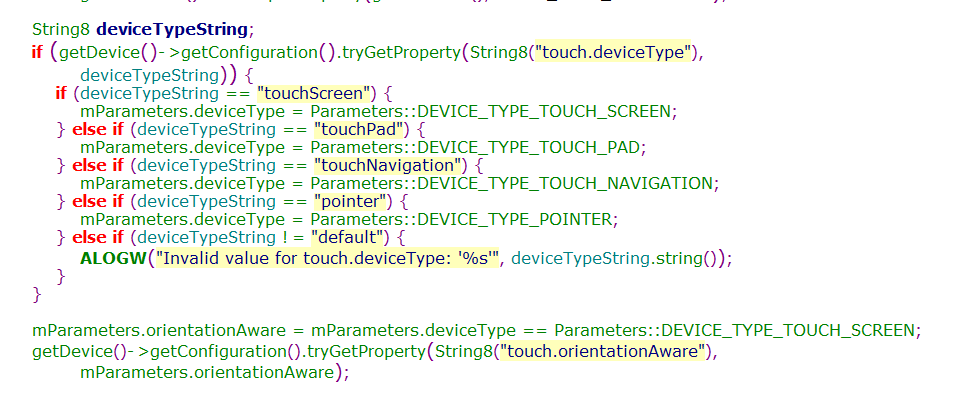 String8 deviceTypeString;
if (getDevice()->getConfiguration().tryGetProperty(String8("touch.deviceType"),
deviceTypeString)) {
if (deviceTypeString == "touchScreen") {
mParameters.deviceType = Parameters::DEVICE_TYPE_TOUCH_SCREEN;
} else if (deviceTypeString == "touchPad") {
mParameters.deviceType = Parameters::DEVICE_TYPE_TOUCH_PAD;
} else if (deviceTypeString == "touchNavigation") {
mParameters.deviceType = Parameters::DEVICE_TYPE_TOUCH_NAVIGATION;
} else if (deviceTypeString == "pointer") {
mParameters.deviceType = Parameters::DEVICE_TYPE_POINTER;
} else if (deviceTypeString != "default") {
ALOGW("Invalid value for touch.deviceType: '%s'", deviceTypeString.string());
}
}
mParameters.orientationAware = mParameters.deviceType == Parameters::DEVICE_TYPE_TOUCH_SCREEN;
getDevice()->getConfiguration().tryGetProperty(String8("touch.orientationAware"),
mParameters.orientationAware);